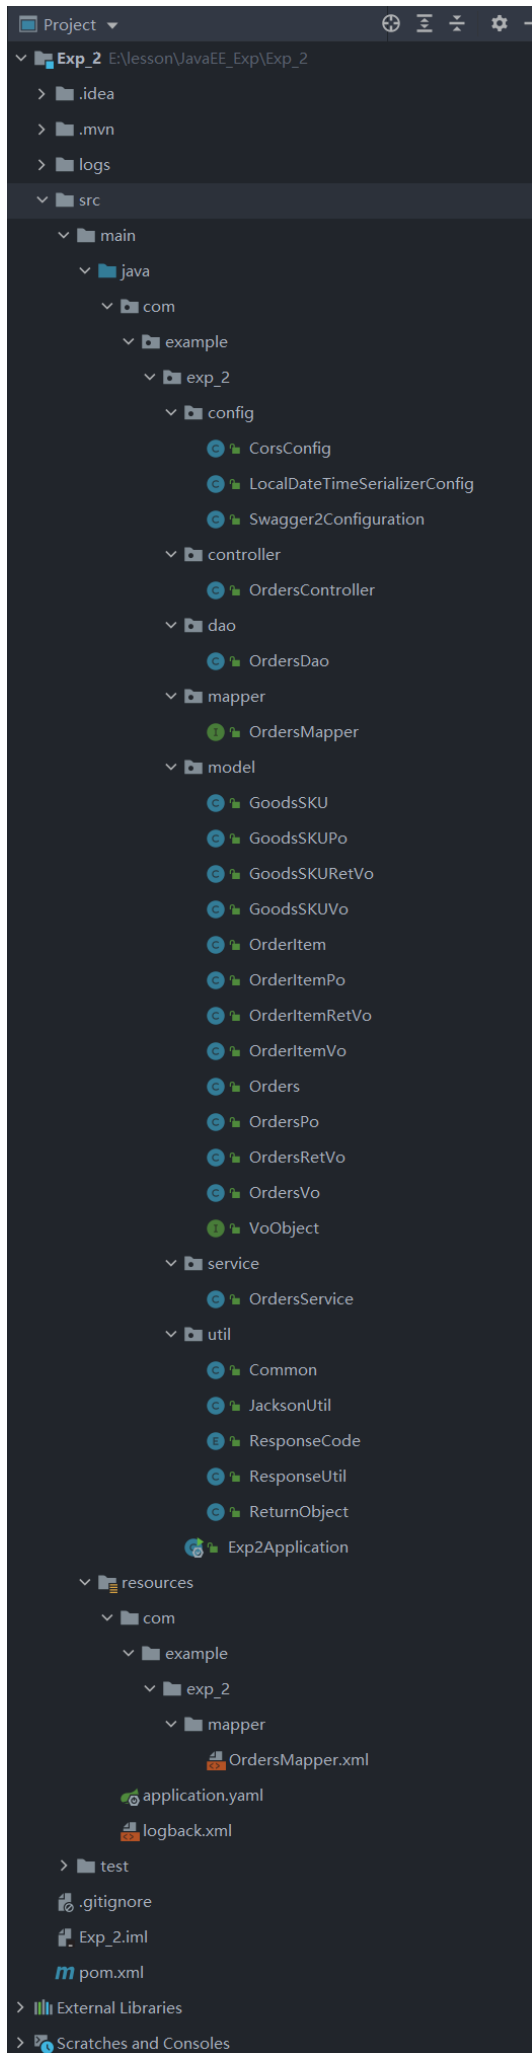 Project
Exp_2 E:\lesson\JavaEE_Exp\Exp_2
.idea
.mvn
logs
src
main
java
com
example
exp_2
config
CorsConfig
LocalDateTimeSerializerConfig
Swagger2Configuration
controller
OrdersController
dao
OrdersDao
mapper
OrdersMapper
model
GoodsSKU
GoodsSKUPo
GoodsSKURetVo
GoodsSKUVo
OrderItem
OrderItemPo
OrderItemRetVo
OrderItemVo
Orders
OrdersPo
OrdersRetVo
OrdersVo
VoObject
service
OrdersService
util
Common
JacksonUtil
ResponseCode
ResponseUtil
ReturnObject
Exp2Application
resources
com
example
exp_2
mapper
OrdersMapper.xml
application.yaml
logback.xml
test
.gitignore
Exp_2.iml
pom.xml
External Libraries
Scratches and Consoles